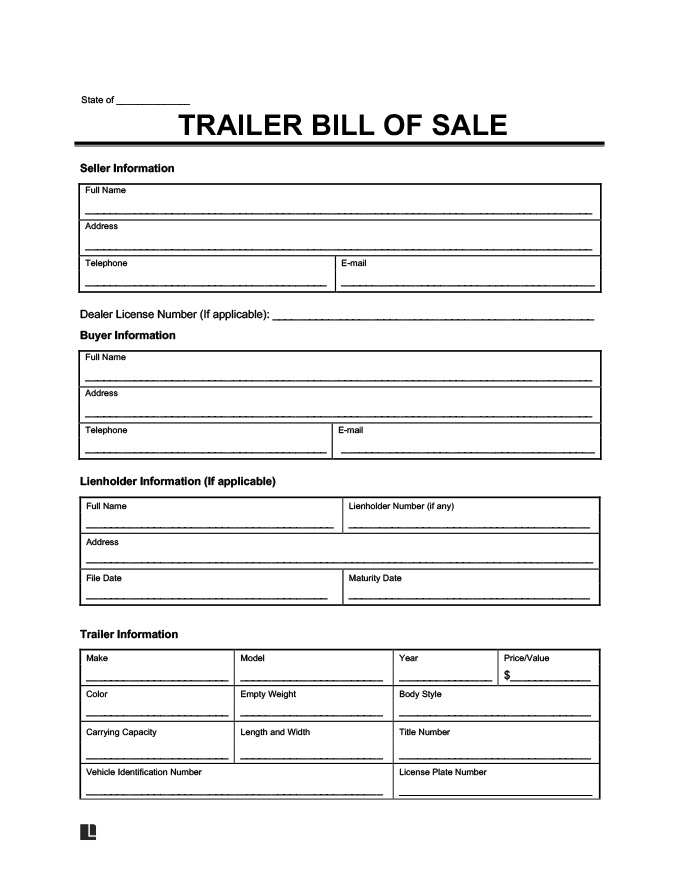 State of ______________
TRAILER BILL OF SALE
Seller Information
Full Name
Address
Telephone E-mail
Dealer License Number (If applicable): ______________
Buyer Information
Full Name
Address
Telephone E-mail
Lienholder Information (If applicable)
Full Name Lienholder Number (if any)
Address
File Date Maturity Date
Trailer Information
Make Model Year Price/Value
$______________
Color Empty Weight Body Style
Carrying Capacity Length and Width Title Number
Vehicle Identification Number License Plate Number